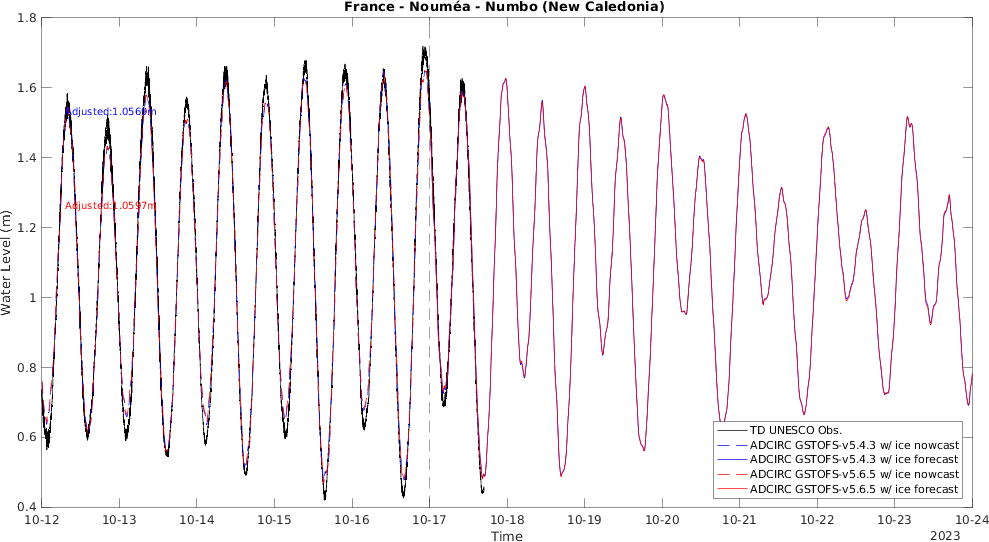 France - Nouméa - Numbo (New Caledonia)
1.8
1.6
1.4
1.2
1
0.8
0.6
0.4
Water Level (m)
Adjusted:1.0569m
Adjusted:1.0597m
TD UNESCO Obs.
ADCIRC GSTOFS-v5.4.3 w/ ice nowcast
ADCIRC GSTOFS-v5.4.3 w/ ice forecast
ADCIRC GSTOFS-v5.6.5 w/ ice nowcast
ADCIRC GSTOFS-v5.6.5 w/ ice forecast
10-12 10-13 10-14 10-15 10-16 10-17 10-18 10-19 10-20 10-21 10-22 10-23 10-24
Time
2023